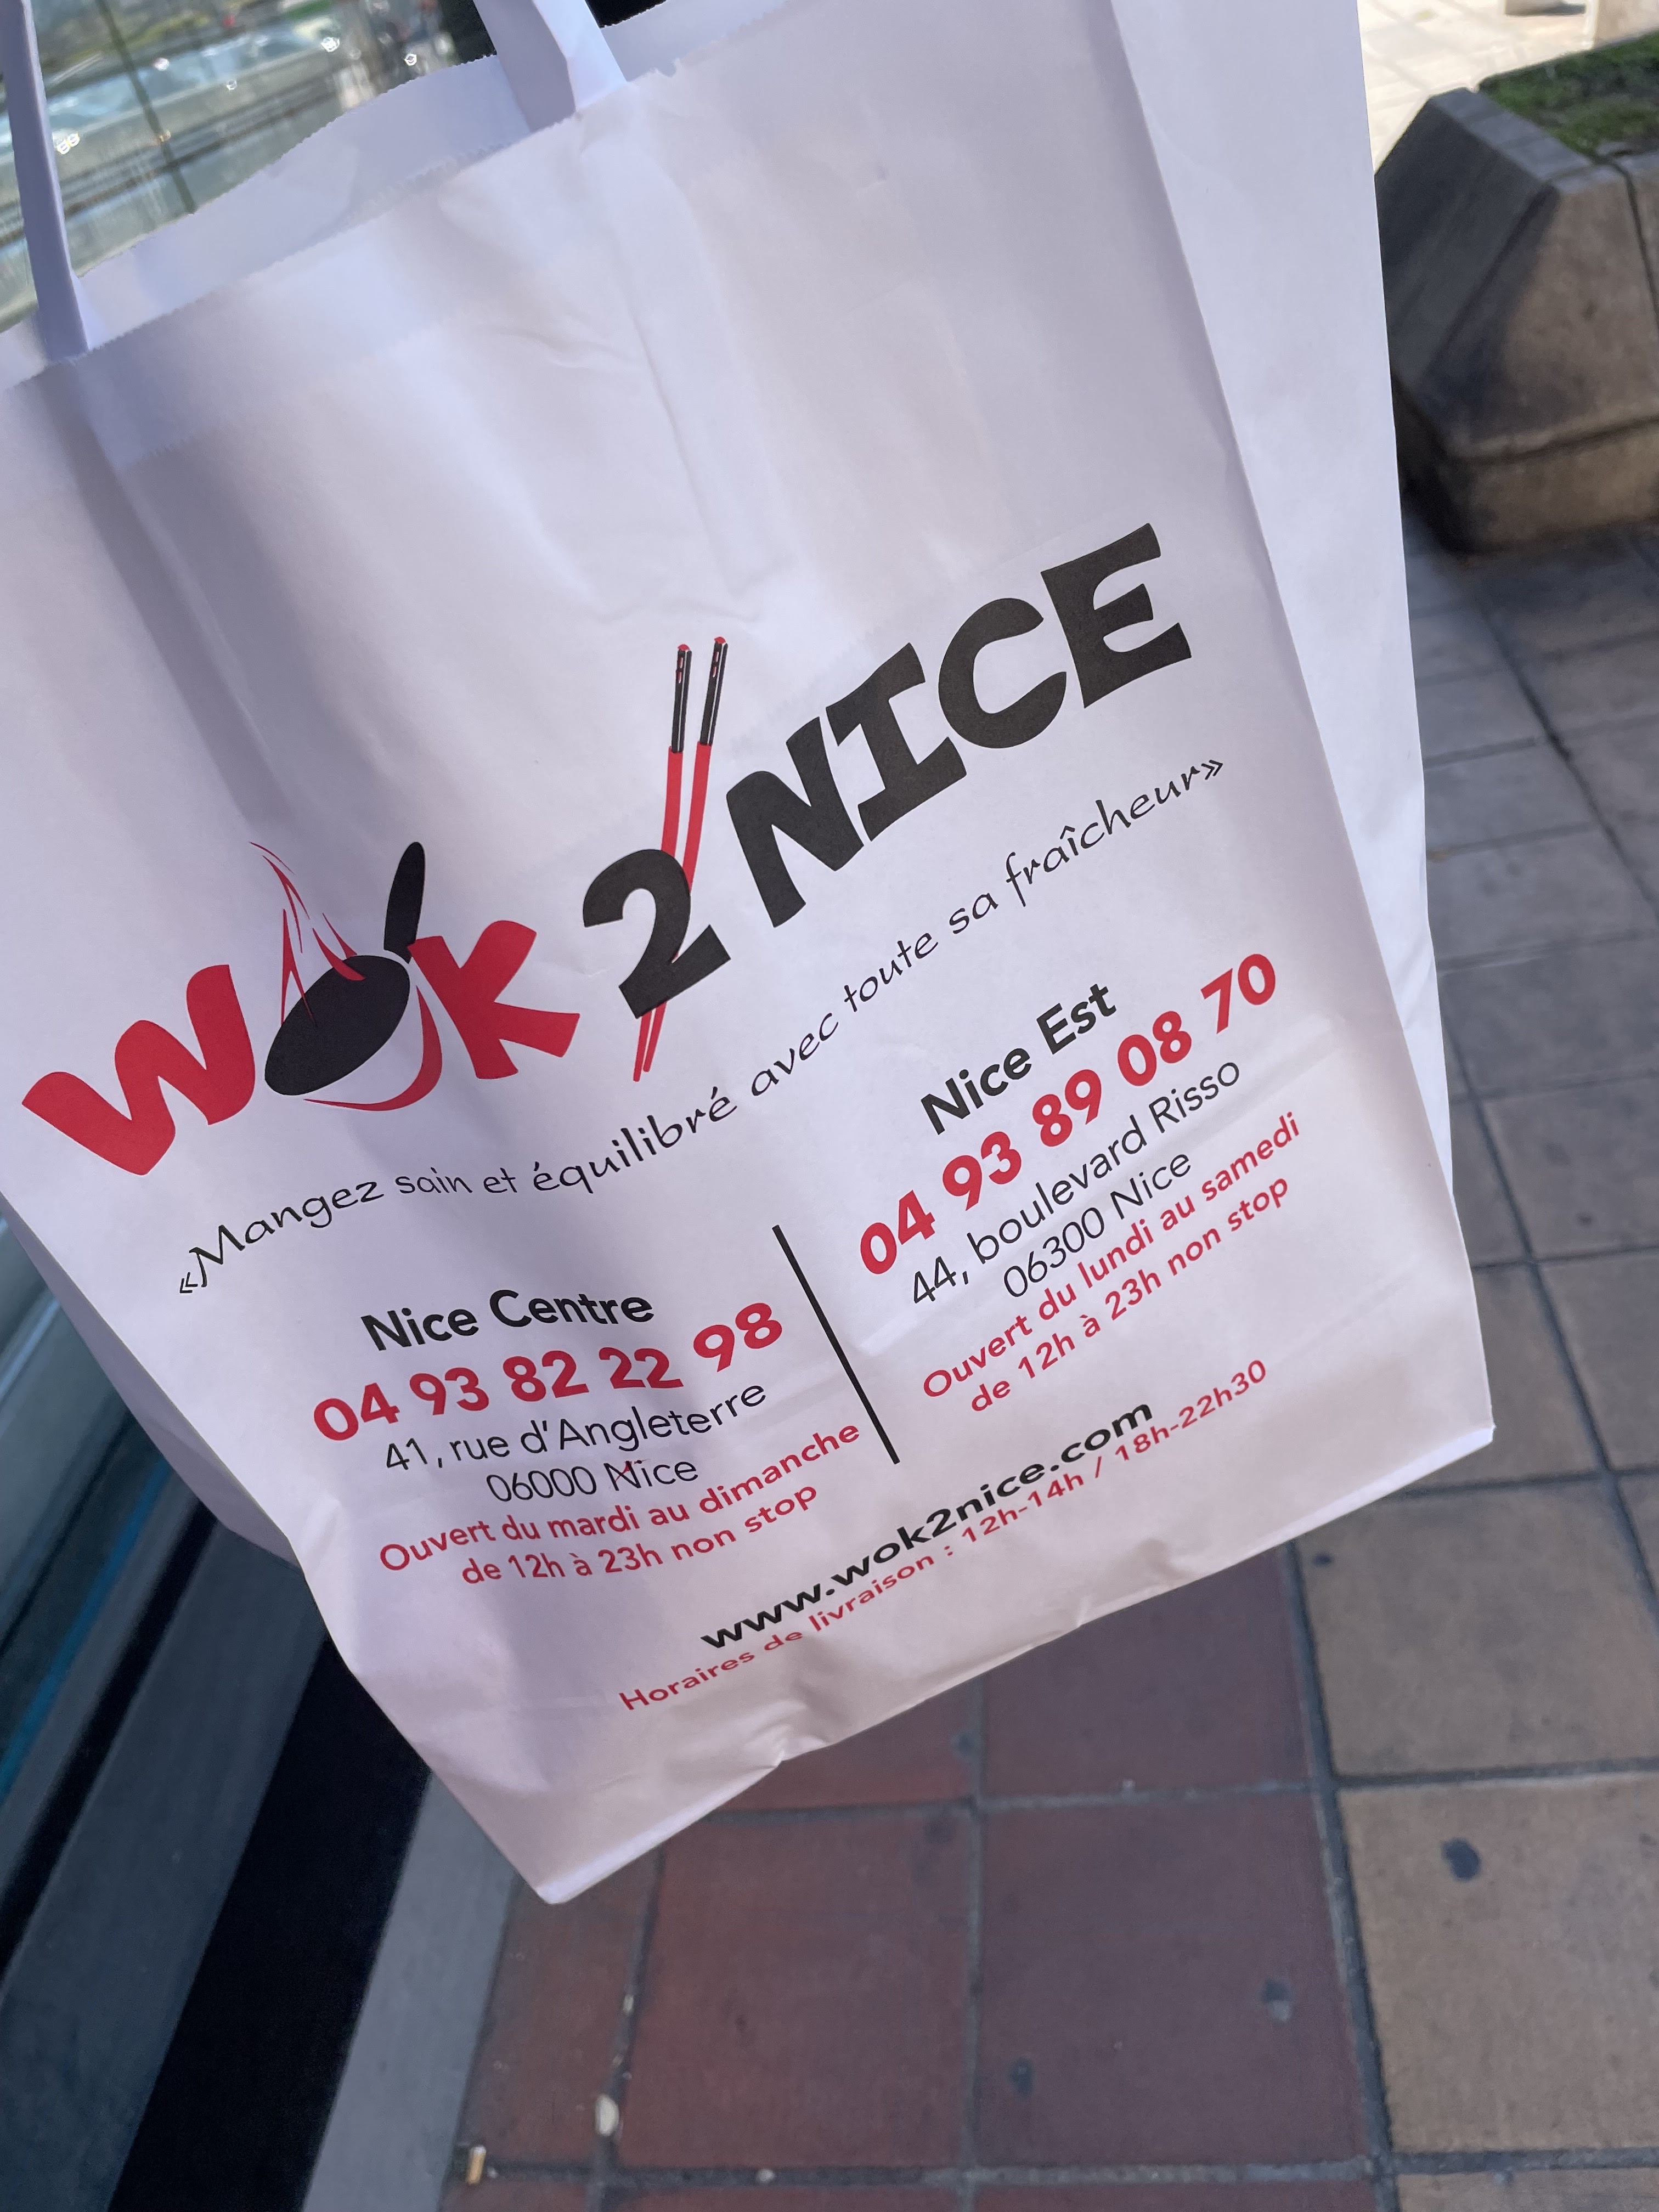 WOK 2 NICE
«Mangez sain et équilibré avec toute sa fraîcheur»
Nice Centre
04 93 82 22 98
41, rue d'Angleterre
06000 Nice
Ouvert du mardi au dimanche
de 12h à 23h non stop
Nice Est
04 93 89 08 70
44, boulevard Risso
06300 Nice
Ouvert du lundi au samedi
de 12h à 23h non stop
www.wok2nice.com
Horaires de livraison : 12h-14h / 18h-22h30